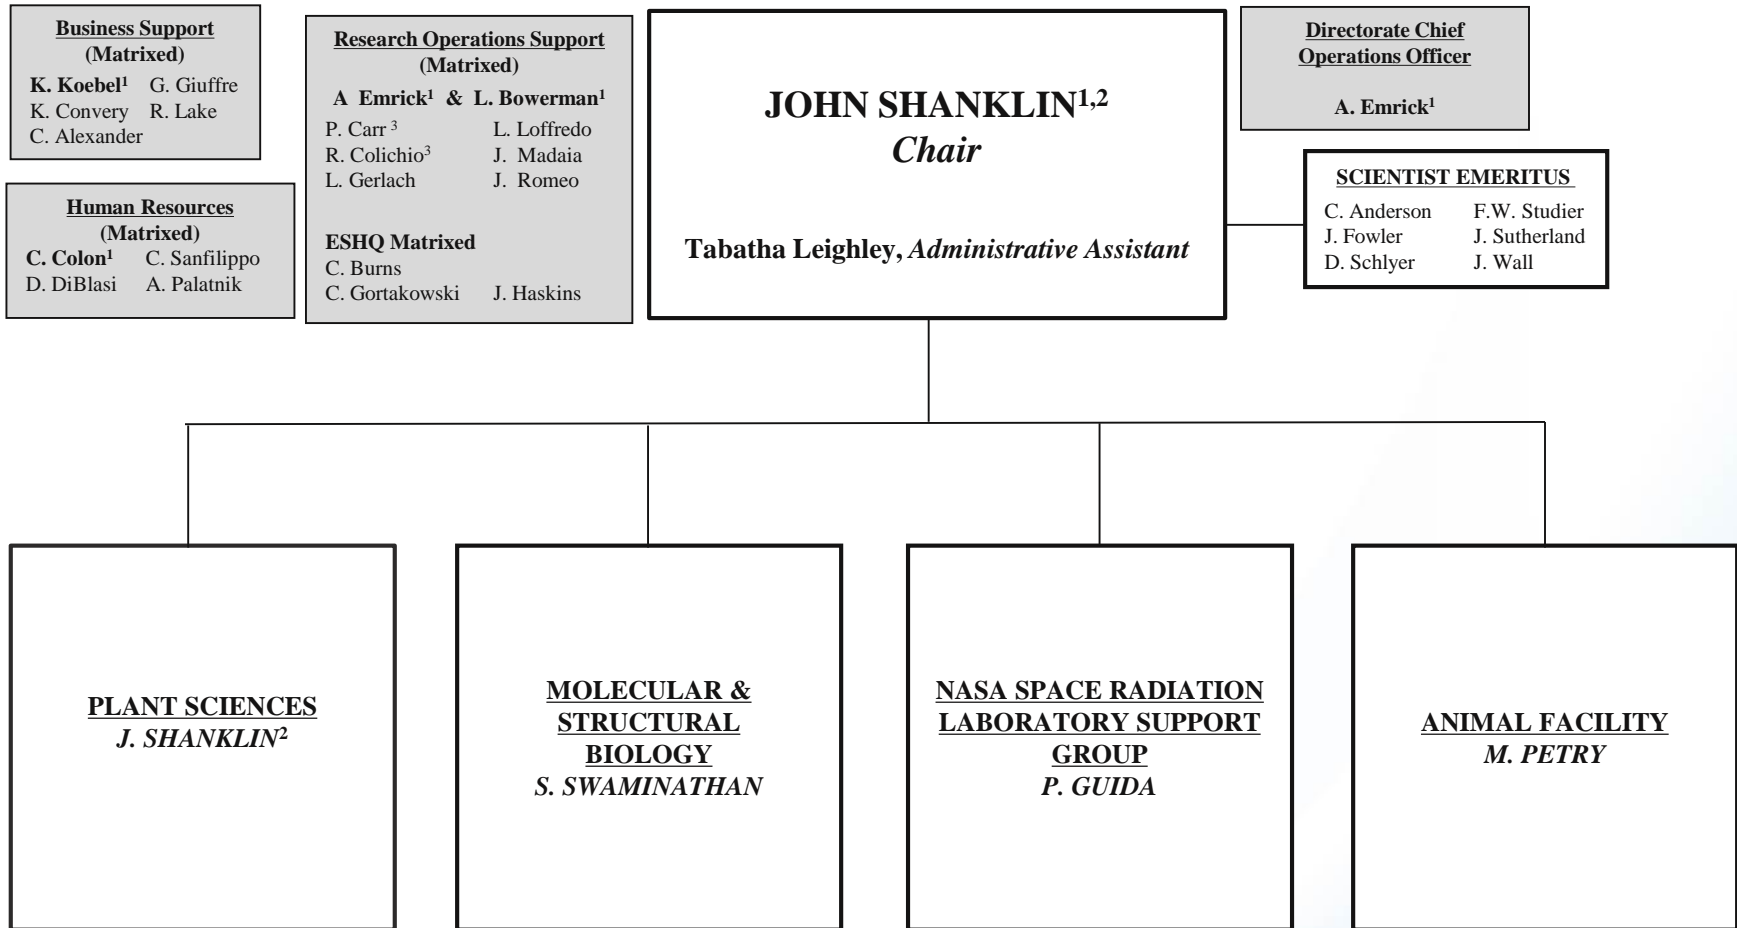 Business Support
(Matrixed)
K. Koebel¹ G. Giuffre
K. Convery R. Lake
C. Alexander
Human Resources
(Matrixed)
C. Colon¹ C. Sanfilippo
D. DiBlasi A. Palatnik
Research Operations Support
(Matrixed)
A Emrick¹ & L. Bowerman¹
P. Carr ³ L. Loffredo
R. Colichio³ J. Madaia
L. Gerlach J. Romeo
ESHQ Matrixed
C. Burns
C. Gortakowski J. Haskins
JOHN SHANKLIN¹,²
Chair
Tabatha Leighley, Administrative Assistant
Directorate Chief
Operations Officer
A. Emrick¹
SCIENTIST EMERITUS
C. Anderson F.W. Studier
J. Fowler J. Sutherland
D. Schlyer J. Wall
PLANT SCIENCES
J. SHANKLIN²
MOLECULAR &
STRUCTURAL
BIOLOGY
S. SWAMINATHAN
NASA SPACE RADIATION
LABORATORY SUPPORT
GROUP
P. GUIDA
ANIMAL FACILITY
M. PETRY